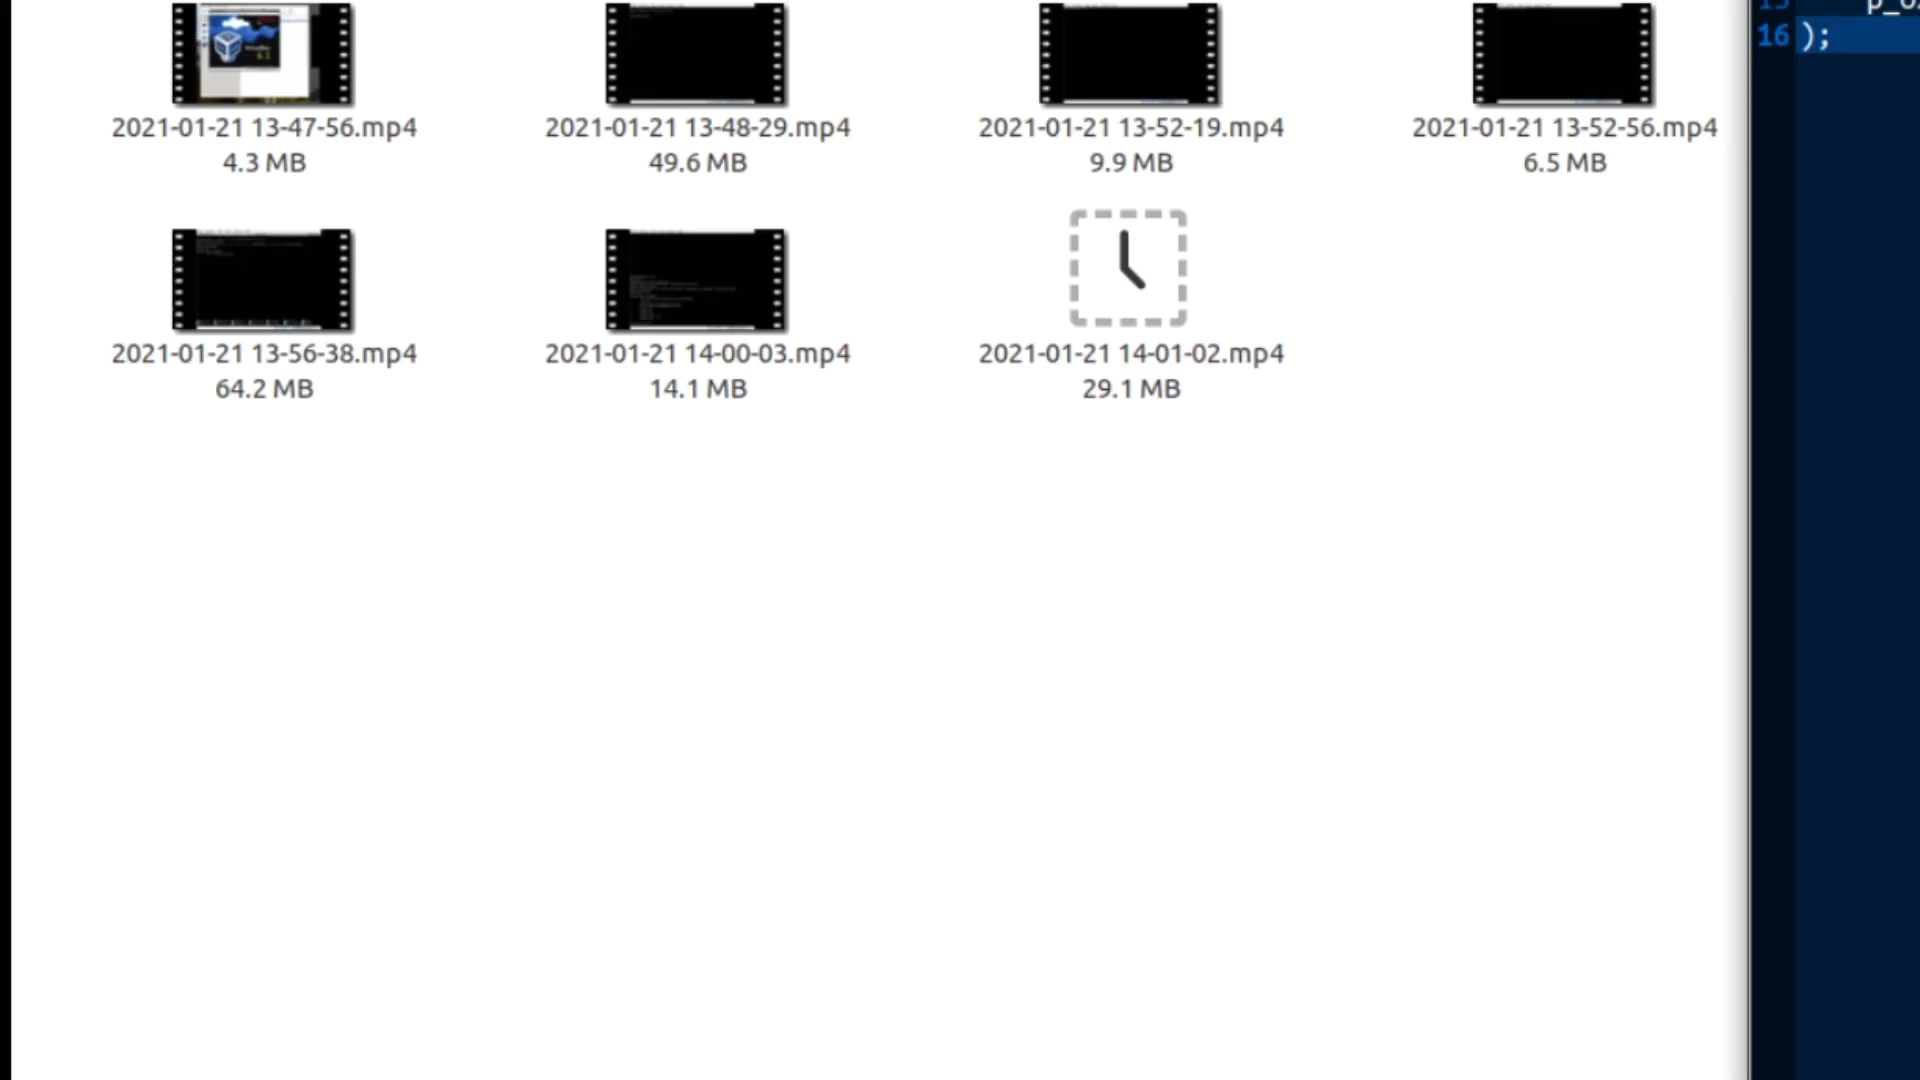 2021-01-21 13-47-56.mp4
4.3 MB
2021-01-21 13-48-29.mp4
49.6 MB
2021-01-21 13-52-19.mp4
9.9 MB
2021-01-21 13-52-56.mp4
6.5 MB
2021-01-21 13-56-38.mp4
64.2 MB
2021-01-21 14-00-03.mp4
14.1 MB
2021-01-21 14-01-02.mp4
29.1 MB
15
16 );